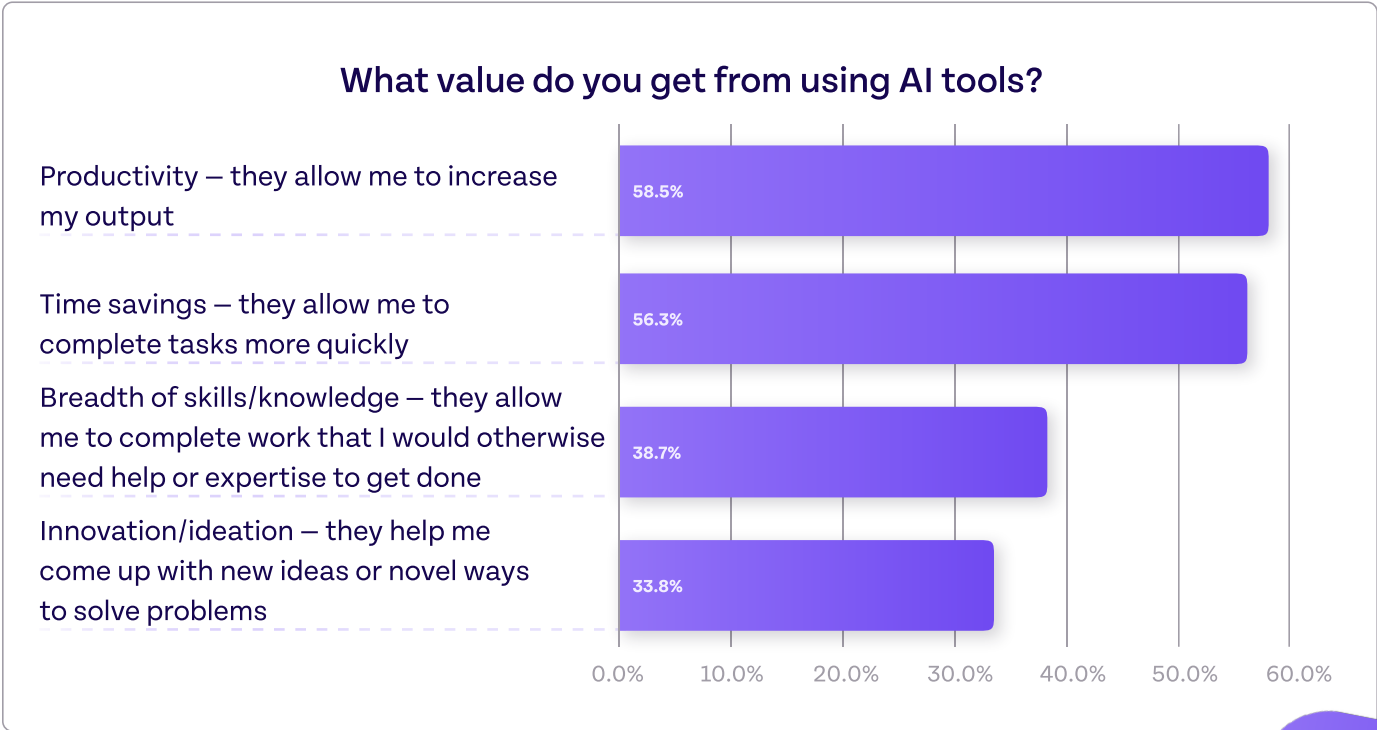 What value do you get from using AI tools?
Productivity — they allow me to increase
my output
58.5%
Time savings — they allow me to
complete tasks more quickly
56.3%
Breadth of skills/knowledge — they allow
me to complete work that I would otherwise
need help or expertise to get done
38.7%
Innovation/ideation — they help me
come up with new ideas or novel ways
to solve problems
33.8%
0.0% 10.0% 20.0% 30.0% 40.0% 50.0% 60.0%